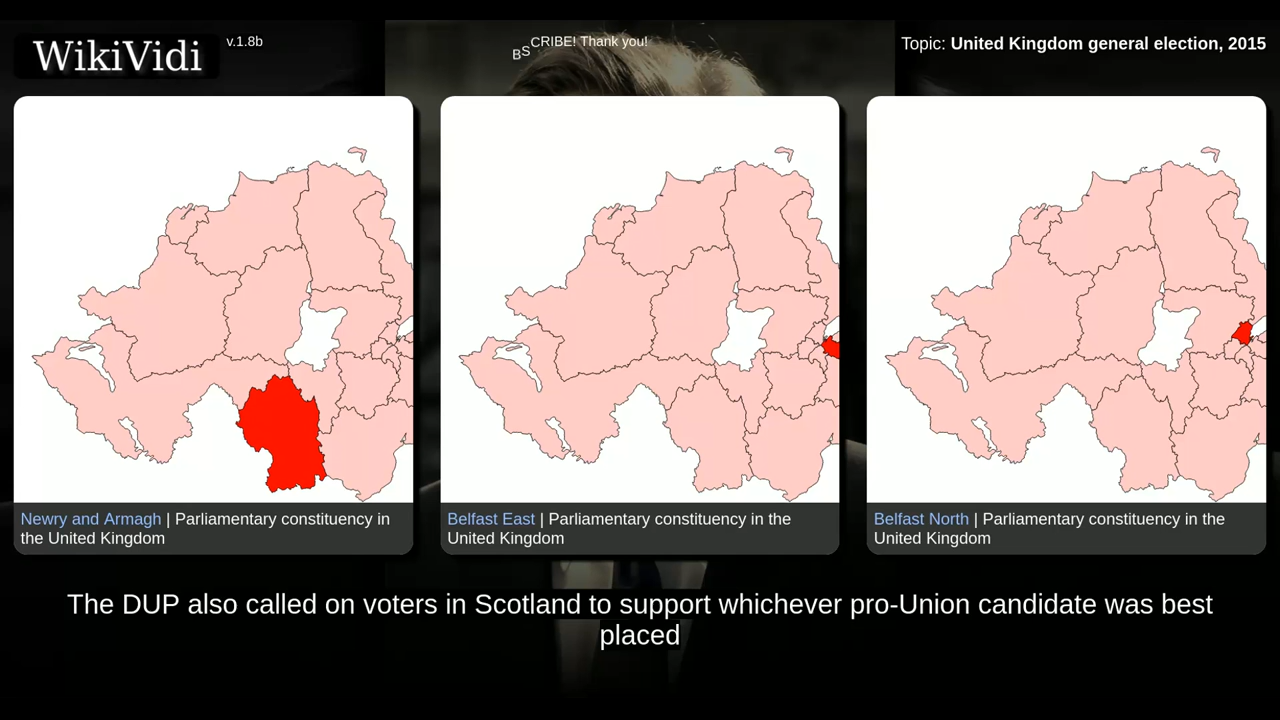 WikiVidi
v.1.8b
BSCRIBE! Thank you!
Topic: United Kingdom general election, 2015
Newry and Armagh | Parliamentary constituency in
the United Kingdom
Belfast East | Parliamentary constituency in the
United Kingdom
Belfast North | Parliamentary constituency in the
United Kingdom
The DUP also called on voters in Scotland to support whichever pro-Union candidate was best
placed